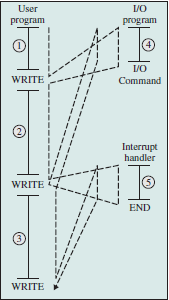 User
program
I/O
program
①
④
WRITE
I/O
Command
②
Interrupt
handler
WRITE
⑤
END
③
WRITE